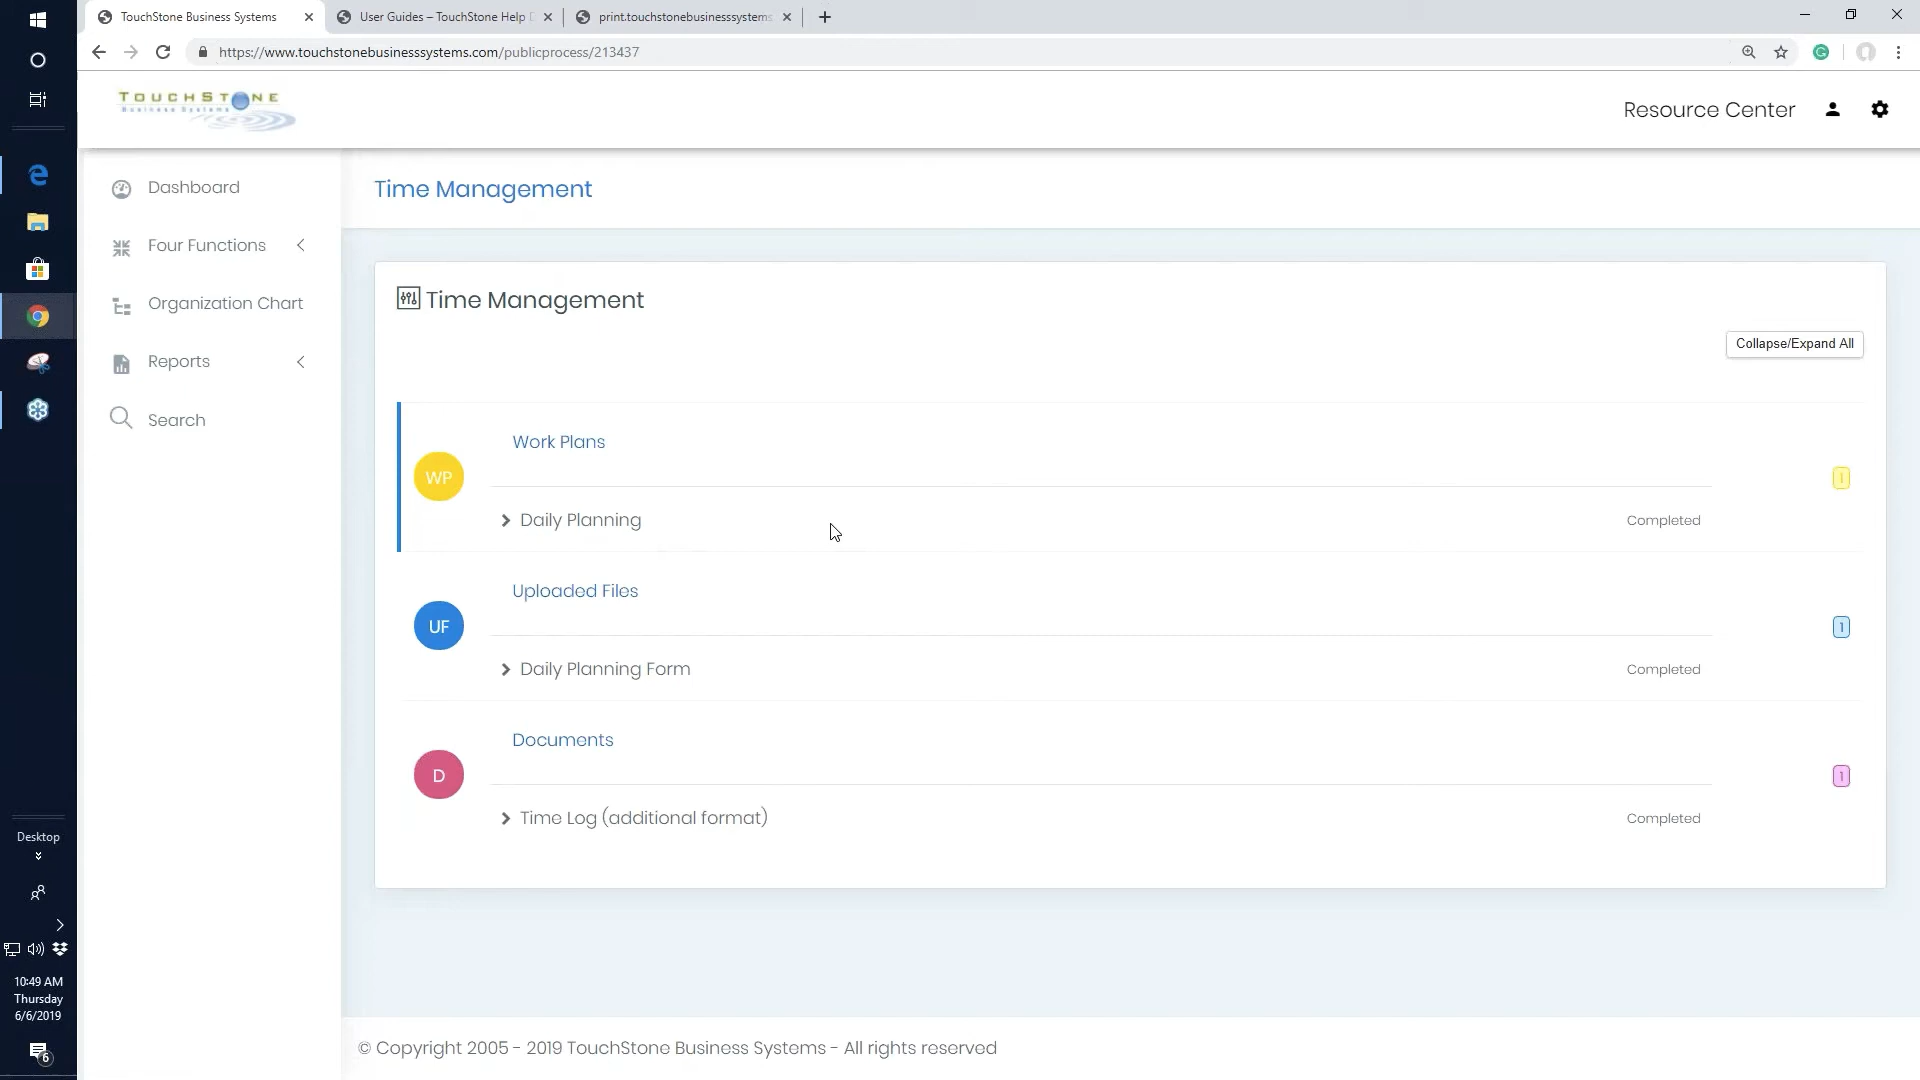 TouchStone Business Systems
User Guides – TouchStone Help
print.touchstonebusinesssystems
https://www.touchstonebusinesssystems.com/publicprocess/213437
TOUCHSTONE
Business Systems
Resource Center
Dashboard
Four Functions
Organization Chart
Reports
Search
Time Management
Time Management
Collapse/Expand All
WP
Work Plans
1
Daily Planning
Completed
UF
Uploaded Files
1
Daily Planning Form
Completed
D
Documents
1
Time Log (additional format)
Completed
© Copyright 2005 - 2019 TouchStone Business Systems - All rights reserved
Desktop
10:49 AM
Thursday
6/6/2019
6